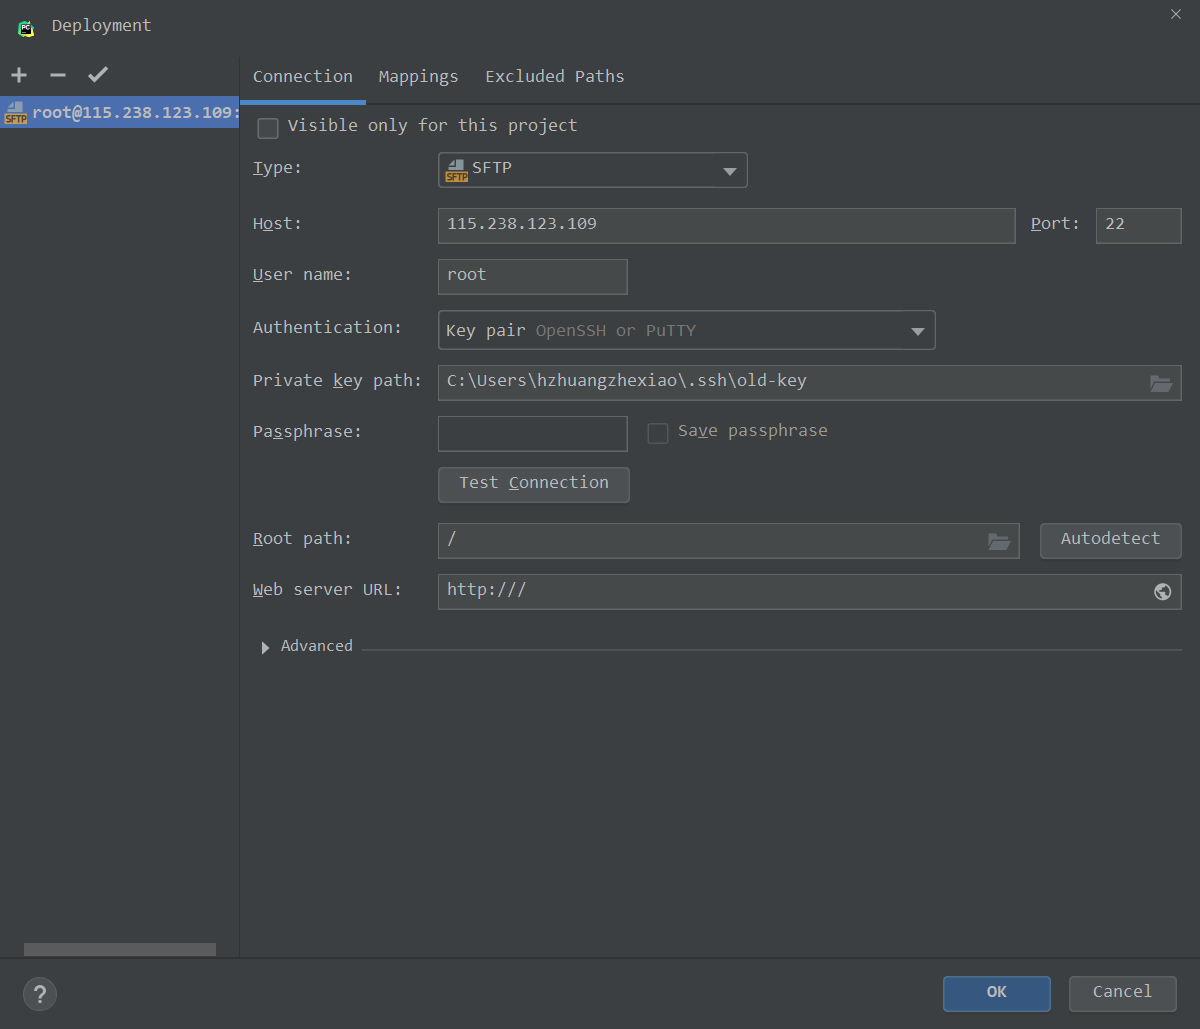 Deployment
Connection Mappings Excluded Paths
SFTP root@115.238.123.109:
Visible only for this project
Type: SFTP SFTP
Host: 115.238.123.109 Port: 22
User name: root
Authentication: Key pair OpenSSH or PuTTY
Private key path: C:\Users\hzhuangzhexiao\.ssh\old-key
Passphrase: Save passphrase
Test Connection
Root path: / Autodetect
Web server URL: http:///
Advanced
? OK Cancel